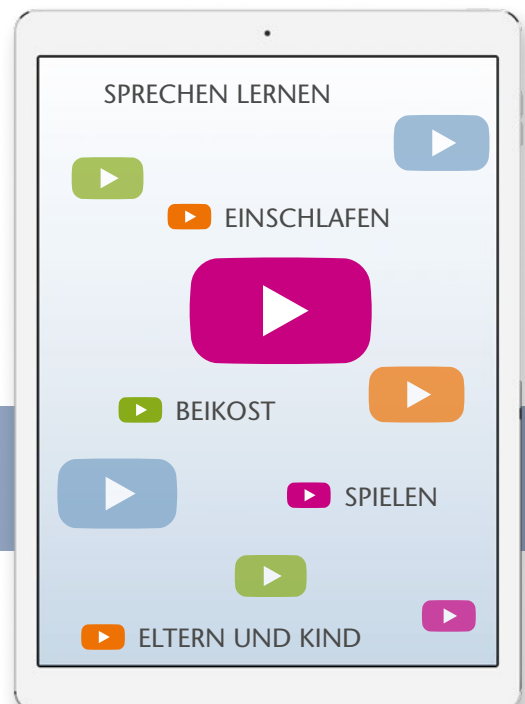 SPRECHEN LERNEN
EINSCHLAFEN
BEIKOST
SPIELEN
ELTERN UND KIND